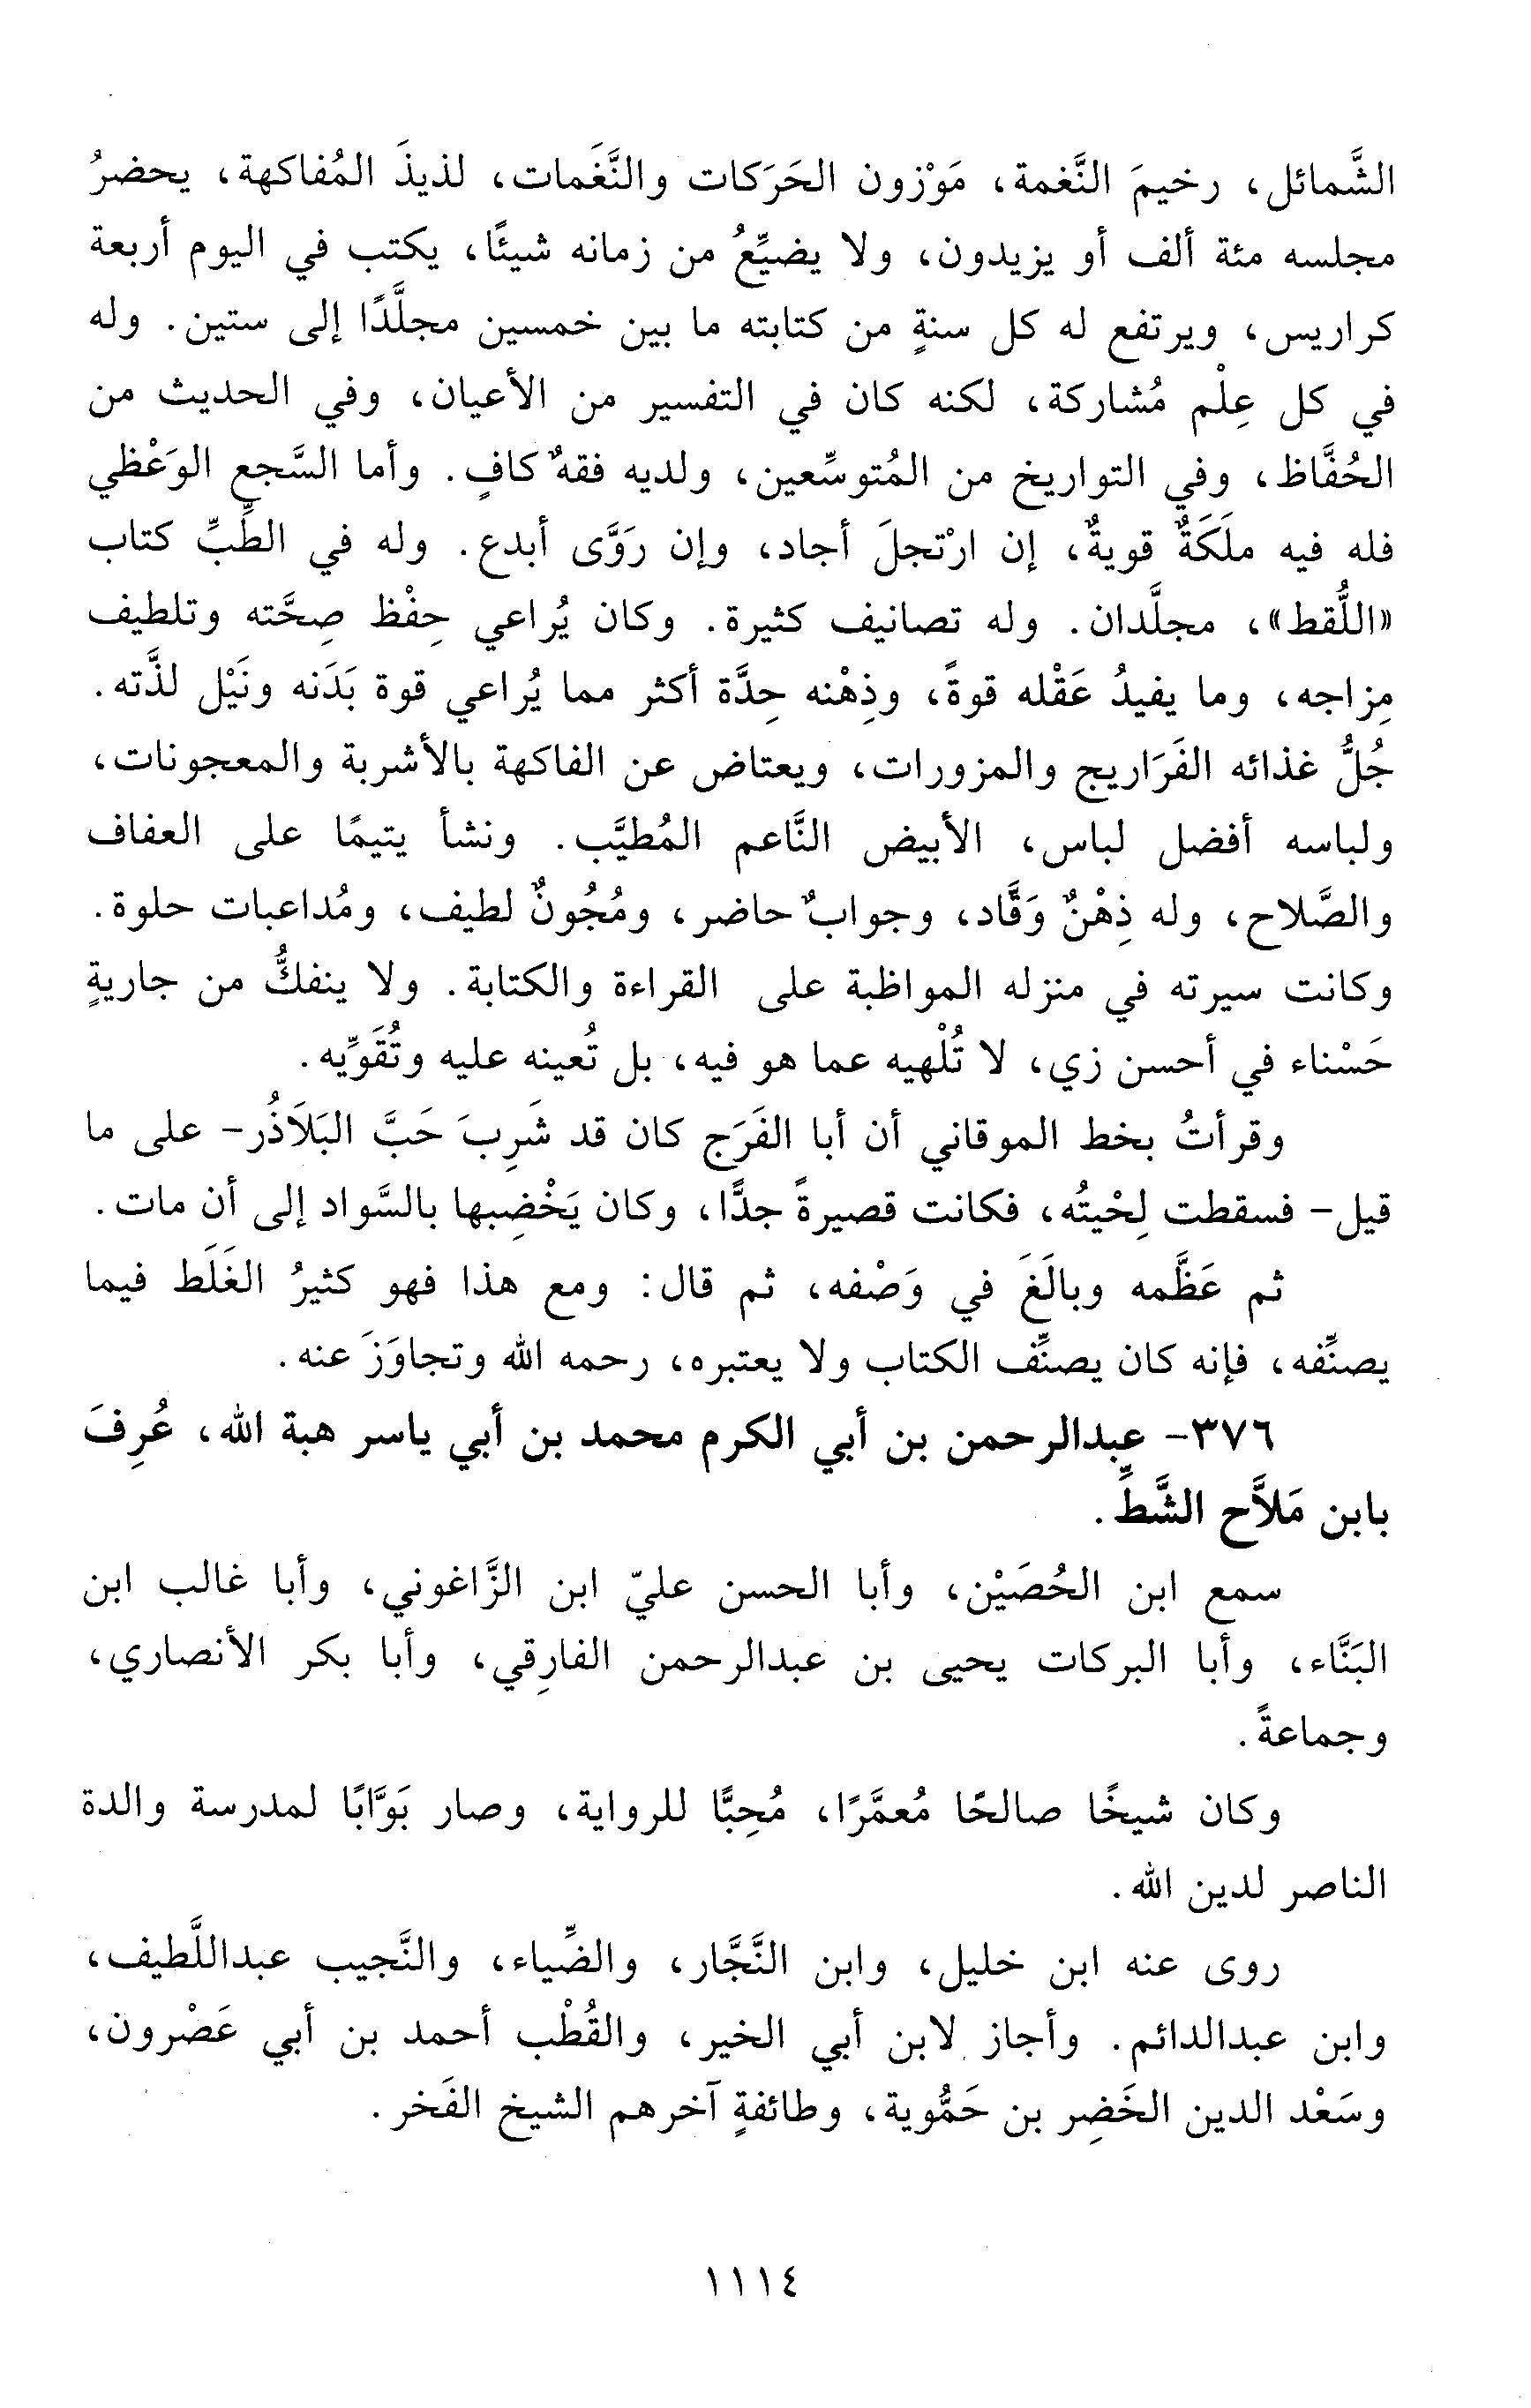 الشَّمائل، رخيمَ النَّغمة، مَوْزون الحَرَكات والنَّغَمات، لذيذَ المُفاكهة، يحضرُ
مجلسه مئة ألف أو يزيدون، ولا يضيِّعُ من زمانه شيئًا، يكتب في اليوم أربعة
كراريس، ويرتفع له كل سنةٍ من كتابته ما بين خمسين مجلَّدًا إلى ستين. وله
في كل عِلْم مُشاركة، لكنه كان في التفسير من الأعيان، وفي الحديث من
الحُفَّاظ، وفي التواريخ من المُتوسِّعين، ولديه فقهٌ كافٍ. وأما السَّجع الوَعْظي
فله فيه ملَكَةٌ قويةٌ، إن ارْتجلَ أجاد، وإن رَوَّى أبدع. وله في الطِّبِّ كتاب
«اللُّقط»، مجلَّدان. وله تصانيف كثيرة. وكان يُراعي حِفْظ صِحَّته وتلطيف
مِزاجه، وما يفيدُ عَقْله قوةً، وذِهْنه حِدَّة أكثر مما يُراعي قوة بَدَنه ونَيْل لذَّته.
جُلُّ غذائه الفَرَاريج والمزورات، ويعتاض عن الفاكهة بالأشربة والمعجونات،
ولباسه أفضل لباس، الأبيض النَّاعم المُطيَّب. ونشأ يتيمًا على العفاف
والصَّلاح، وله ذِهْنٌ وَقَّاد، وجوابٌ حاضر، ومُجُونٌ لطيف، ومُداعبات حلوة.
وكانت سيرته في منزله المواظبة على القراءة والكتابة. ولا ينفكُّ من جاريةٍ
حَسْناء في أحسن زي، لا تُلْهيه عما هو فيه، بل تُعينه عليه وتُقَوِّيه.
وقرأتُ بخط الموقاني أن أبا الفَرَج كان قد شَرِبَ حَبَّ البَلاَذُر- على ما
قيل- فسقطت لِحْيتُه، فكانت قصيرةً جدًّا، وكان يَخْضِبها بالسَّواد إلى أن مات.
ثم عَظَّمه وبالَغَ في وَصْفه، ثم قال: ومع هذا فهو كثيرُ الغَلَط فيما
يصنِّفه، فإنه كان يصنِّف الكتاب ولا يعتبره، رحمه الله وتجاوَزَ عنه.
٣٧٦- عبدالرحمن بن أبي الكرم محمد بن أبي ياسر هبة الله، عُرِفَ
بابن مَلاَّح الشَّطِّ.
سمع ابن الحُصَيْن، وأبا الحسن عليّ ابن الزَّاغوني، وأبا غالب ابن
البَنَّاء، وأبا البركات يحيى بن عبدالرحمن الفارِقي، وأبا بكر الأنصاري،
وجماعةً.
وكان شيخًا صالحًا مُعمَّرًا، مُحِبًّا للرواية، وصار بَوَّابًا لمدرسة والدة
الناصر لدين الله.
روى عنه ابن خليل، وابن النَّجَّار، والضِّياء، والنَّجيب عبداللَّطيف،
وابن عبدالدائم. وأجاز لابن أبي الخير، والقُطْب أحمد بن أبي عَصْرون،
وسَعْد الدين الخَضِر بن حَمُّوية، وطائفةٍ آخرهم الشيخ الفَخر.
١١١٤